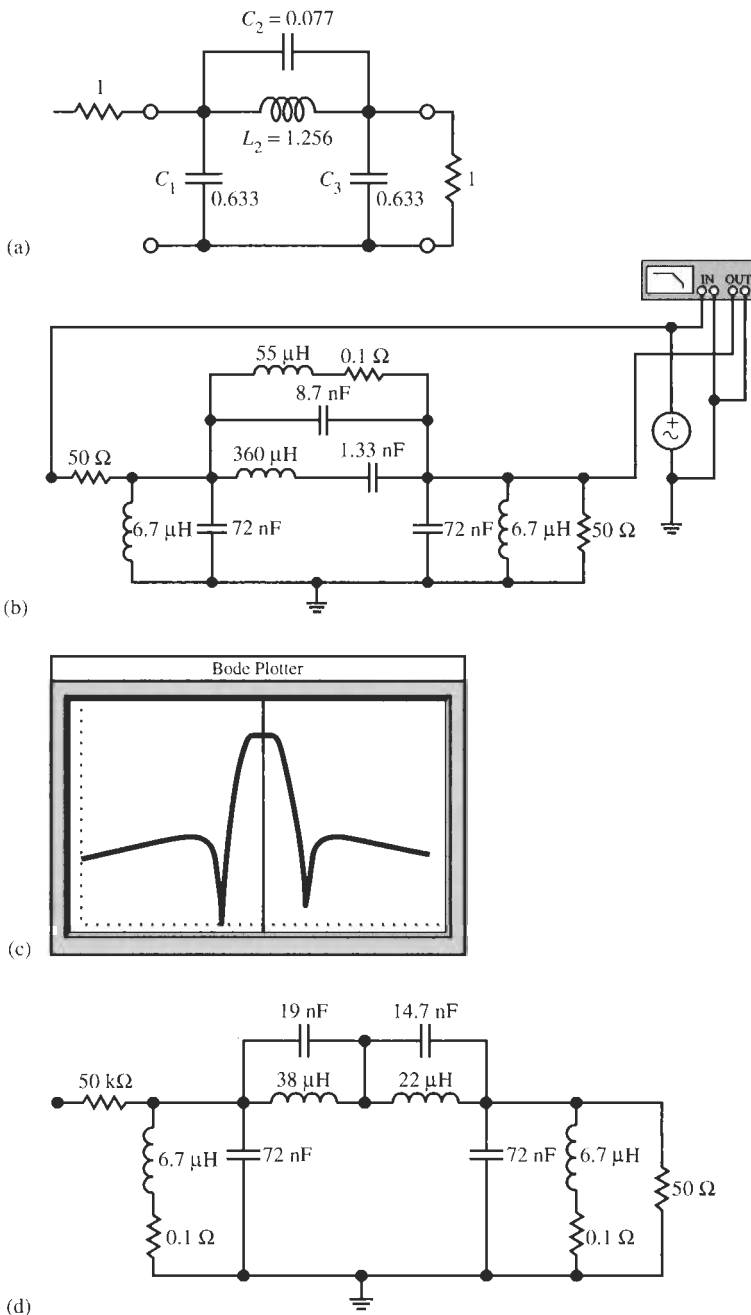 C2 = 0.077
1
L2 = 1.256
C1
0.633
C3
0.633
1
(a)
IN OUT
55 µH
0.1 Ω
8.7 nF
50 Ω
360 µH
1.33 nF
6.7 µH
72 nF
72 nF
6.7 µH
50 Ω
(b)
Bode Plotter
(c)
19 nF
14.7 nF
50 kΩ
38 µH
22 µH
6.7 µH
72 nF
72 nF
6.7 µH
50 Ω
0.1 Ω
0.1 Ω
(d)